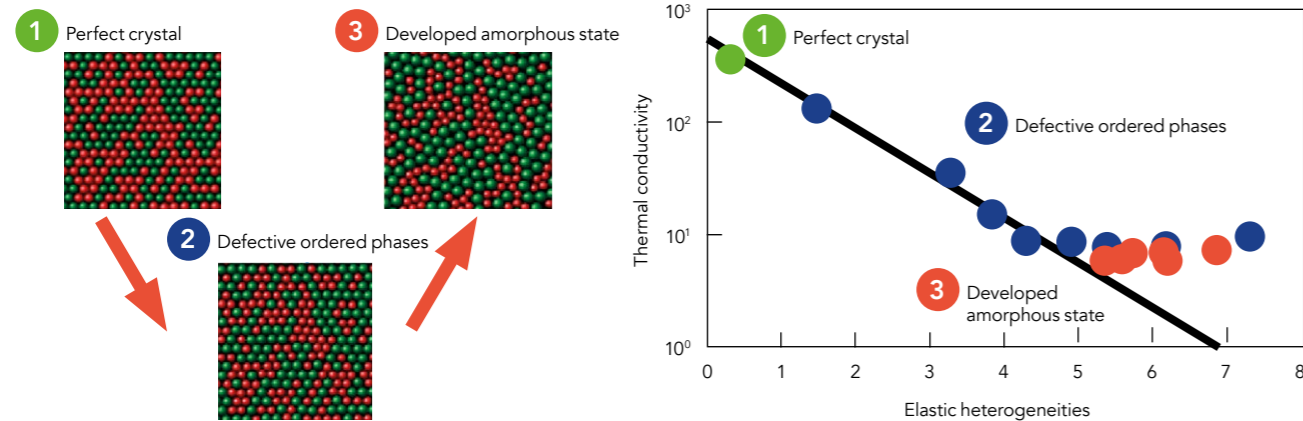 1 Perfect crystal
3 Developed amorphous state
2 Defective ordered phases
Thermal conductivity
10³
10²
10¹
10⁰
1 Perfect crystal
2 Defective ordered phases
3 Developed
amorphous state
0 1 2 3 4 5 6 7 8
Elastic heterogeneities